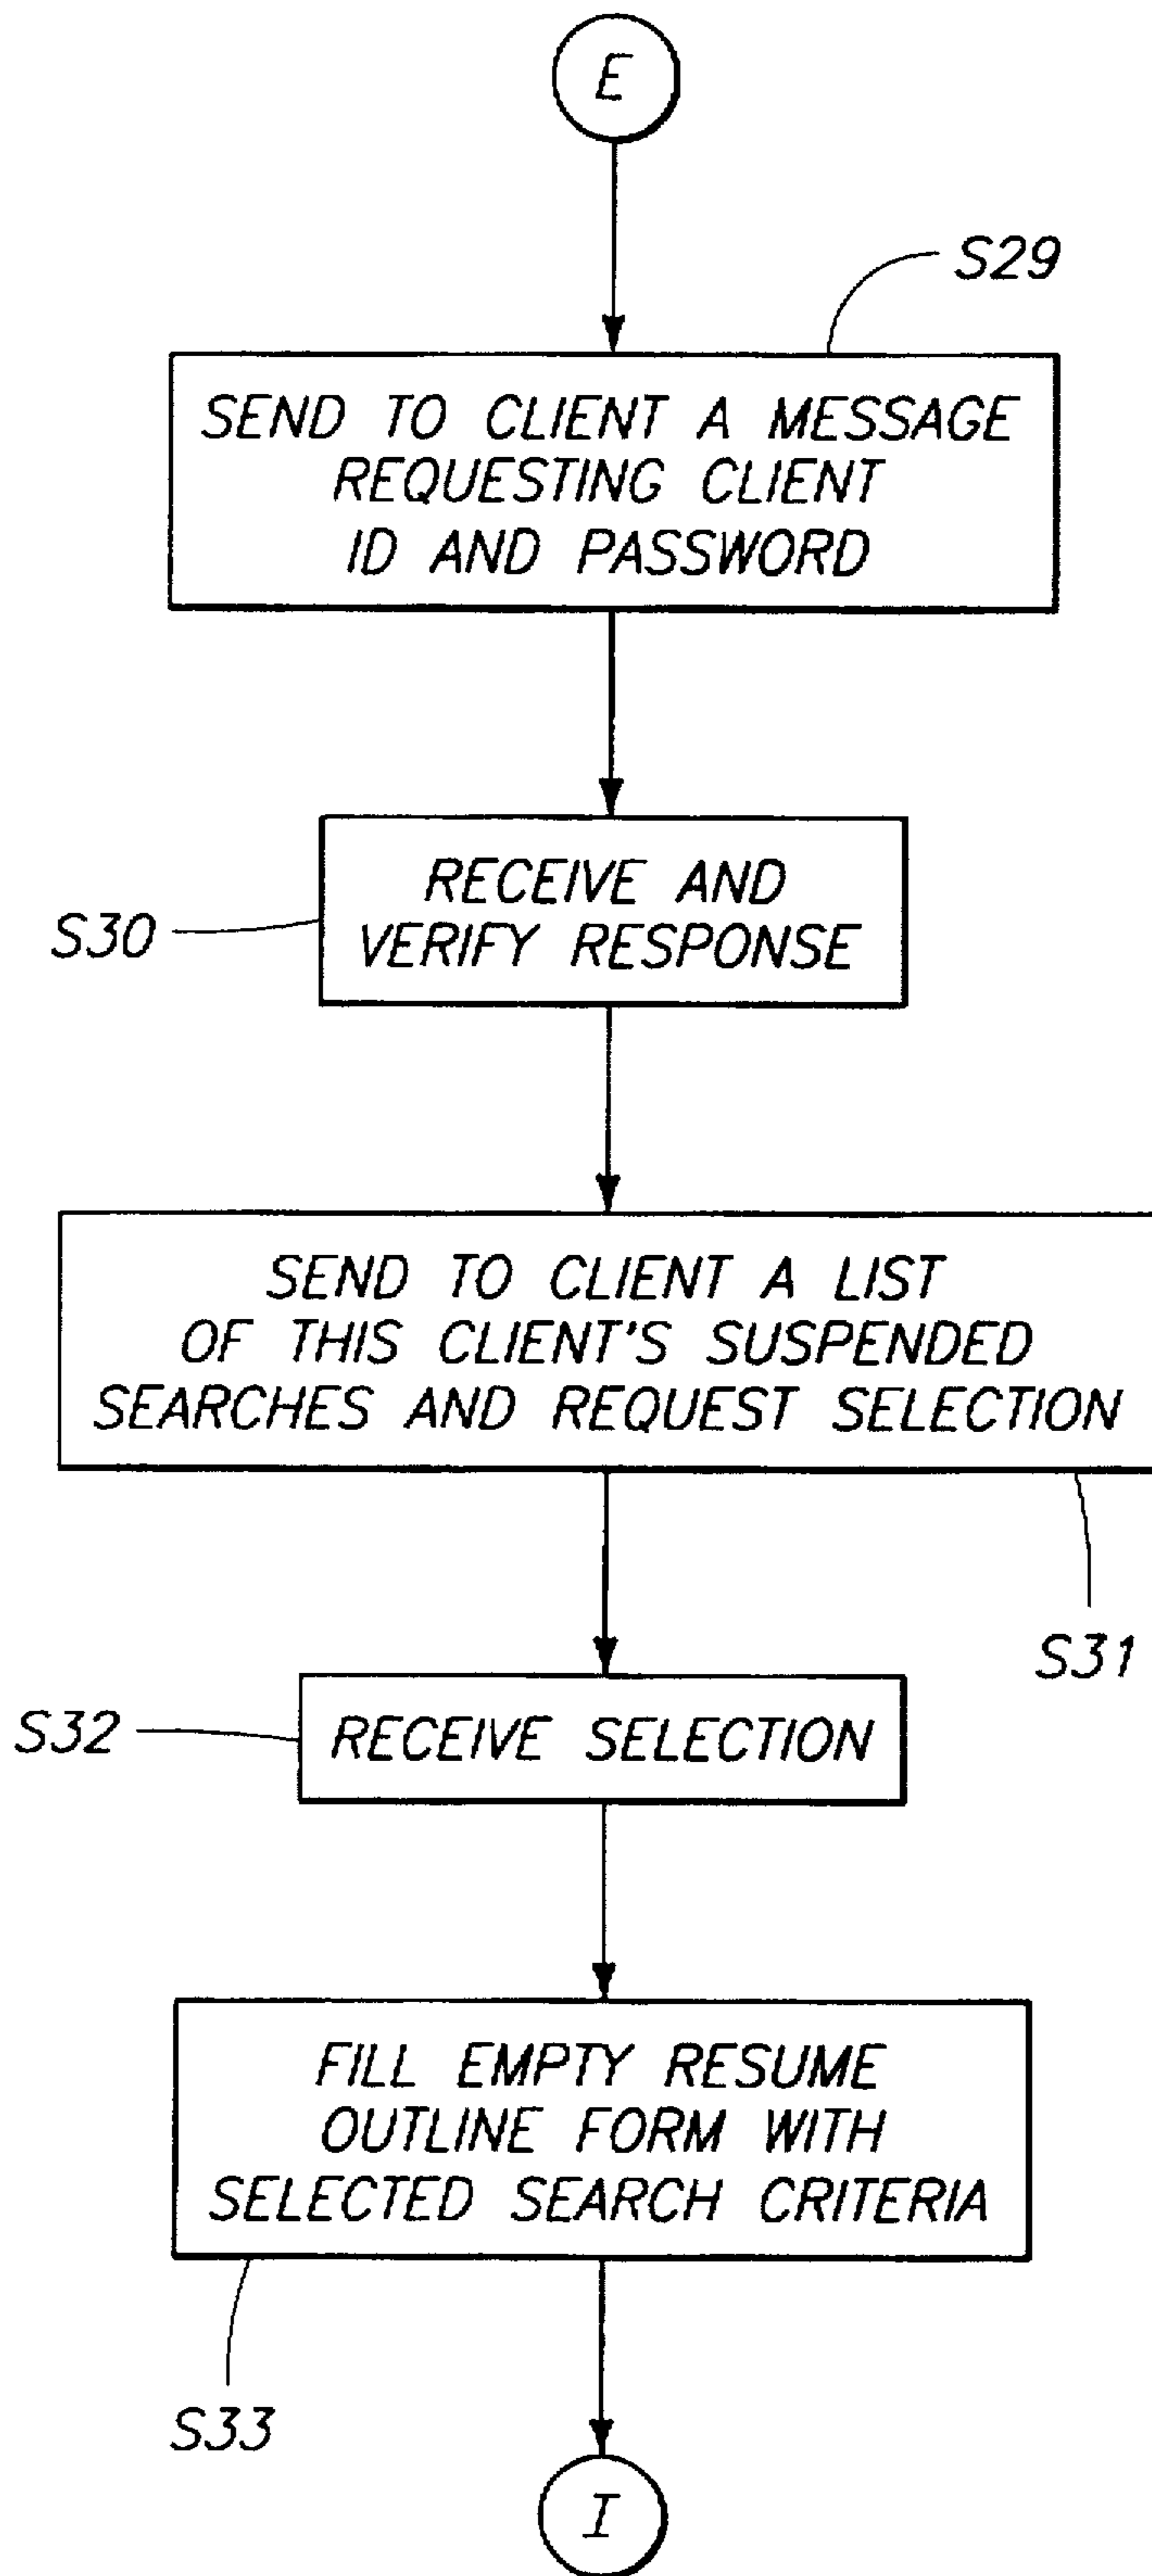 E
S29
SEND TO CLIENT A MESSAGE
REQUESTING CLIENT
ID AND PASSWORD
S30
RECEIVE AND
VERIFY RESPONSE
SEND TO CLIENT A LIST
OF THIS CLIENT'S SUSPENDED
SEARCHES AND REQUEST SELECTION
S31
S32
RECEIVE SELECTION
FILL EMPTY RESUME
OUTLINE FORM WITH
SELECTED SEARCH CRITERIA
S33
I